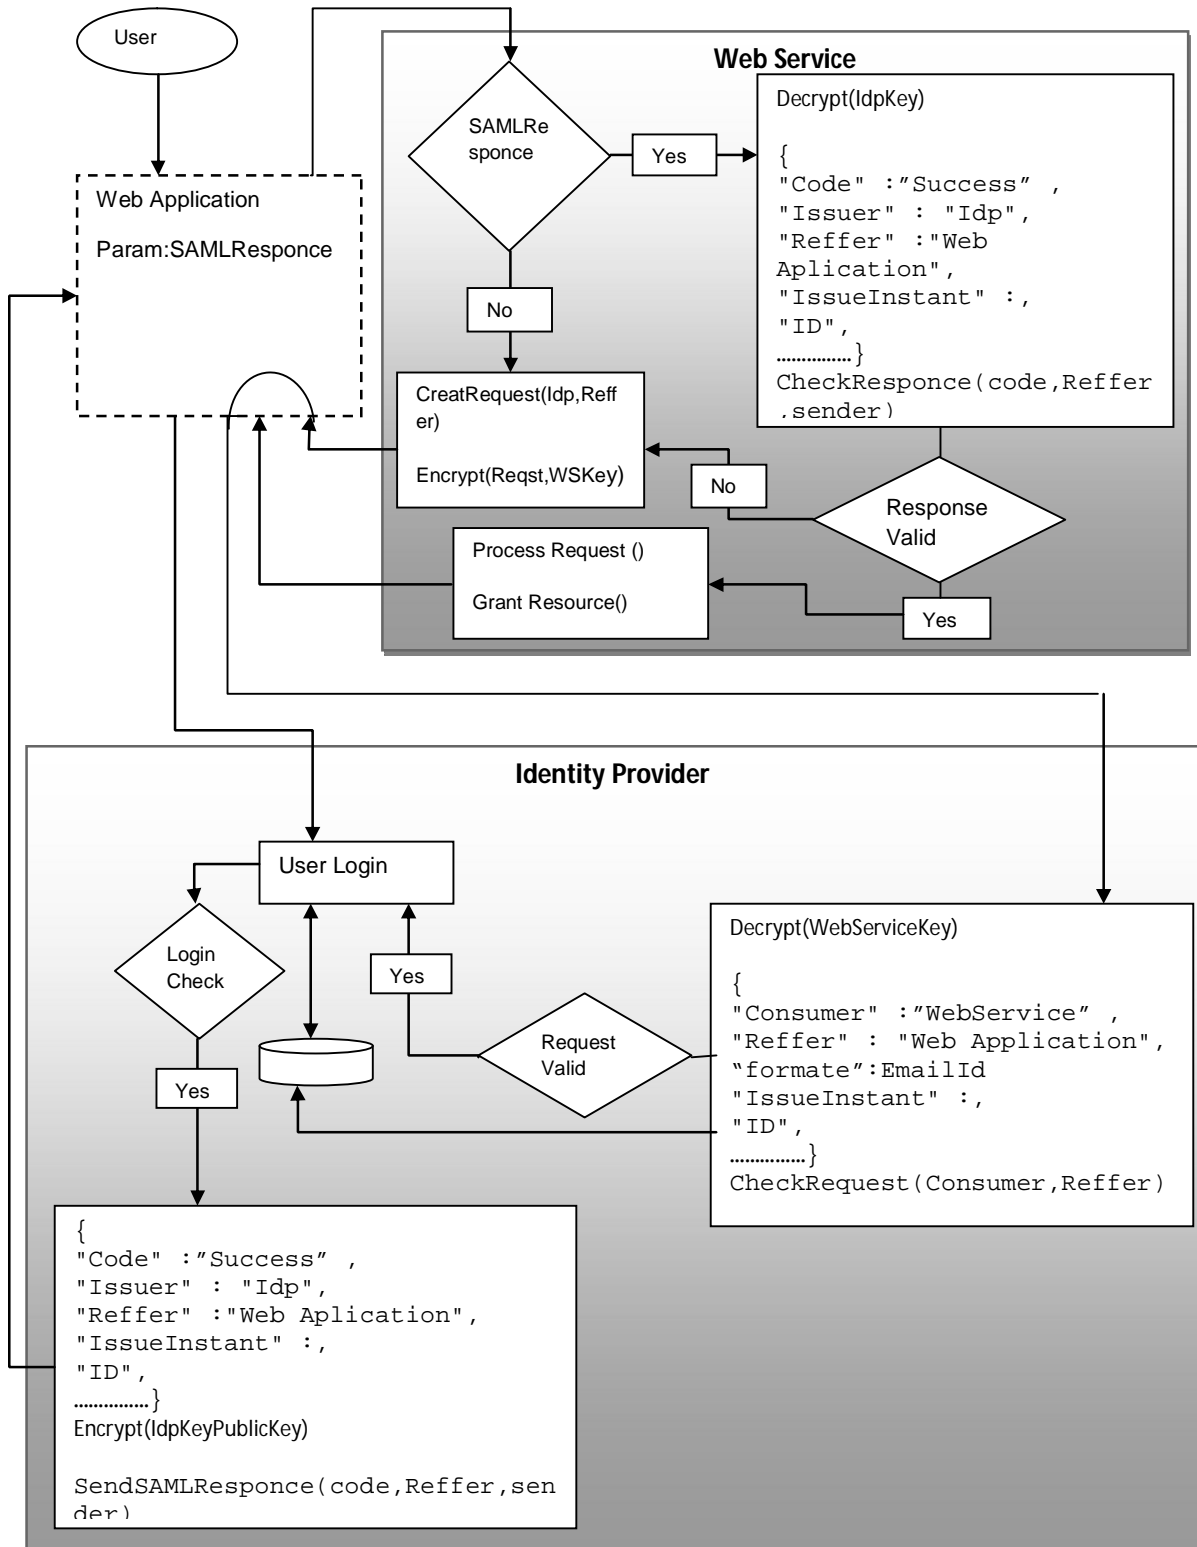 User
Web Application
Param:SAMLResponce
Web Service
SAMLRe
sponce
Yes
No
Decrypt(IdpKey)
{
"Code" :”Success” ,
"Issuer" : "Idp",
"Reffer" :"Web
Aplication",
"IssueInstant" :,
"ID",
……………}
CheckResponce(code,Reffer
,sender)
CreatRequest(Idp,Reff
er)
Encrypt(Reqst,WSKey)
No
Response
Valid
Process Request ()
Grant Resource()
Yes
Identity Provider
User Login
Login
Check
Yes
Yes
Request
Valid
Decrypt(WebServiceKey)
{
"Consumer" :”WebService” ,
"Reffer" : "Web Application",
“formate”:EmailId
"IssueInstant" :,
"ID",
……………}
CheckRequest(Consumer,Reffer)
{
"Code" :”Success” ,
"Issuer" : "Idp",
"Reffer" :"Web Aplication",
"IssueInstant" :,
"ID",
……………}
Encrypt(IdpKeyPublicKey)
SendSAMLResponce(code,Reffer,sen
der)